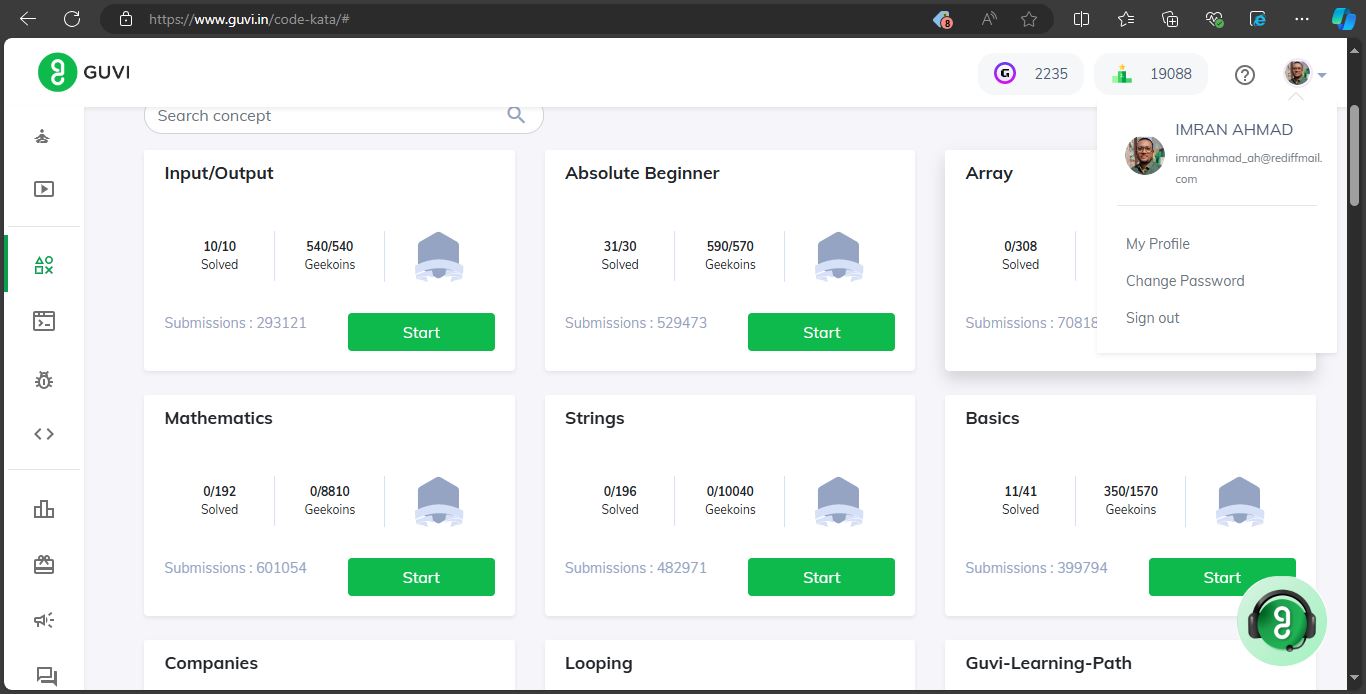 https://www.guvi.in/code-kata/#
8
GUVI
2235
19088
Search concept
IMRAN AHMAD
imranahmad_ah@rediffmail.
com
My Profile
Change Password
Sign out
Input/Output
10/10
Solved
540/540
Geekoins
Submissions : 293121
Start
Absolute Beginner
31/30
Solved
590/570
Geekoins
Submissions : 529473
Start
Array
0/308
Solved
Submissions : 70818
Mathematics
0/192
Solved
0/8810
Geekoins
Submissions : 601054
Start
Strings
0/196
Solved
0/10040
Geekoins
Submissions : 482971
Start
Basics
11/41
Solved
350/1570
Geekoins
Submissions : 399794
Start
Companies
Looping
Guvi-Learning-Path